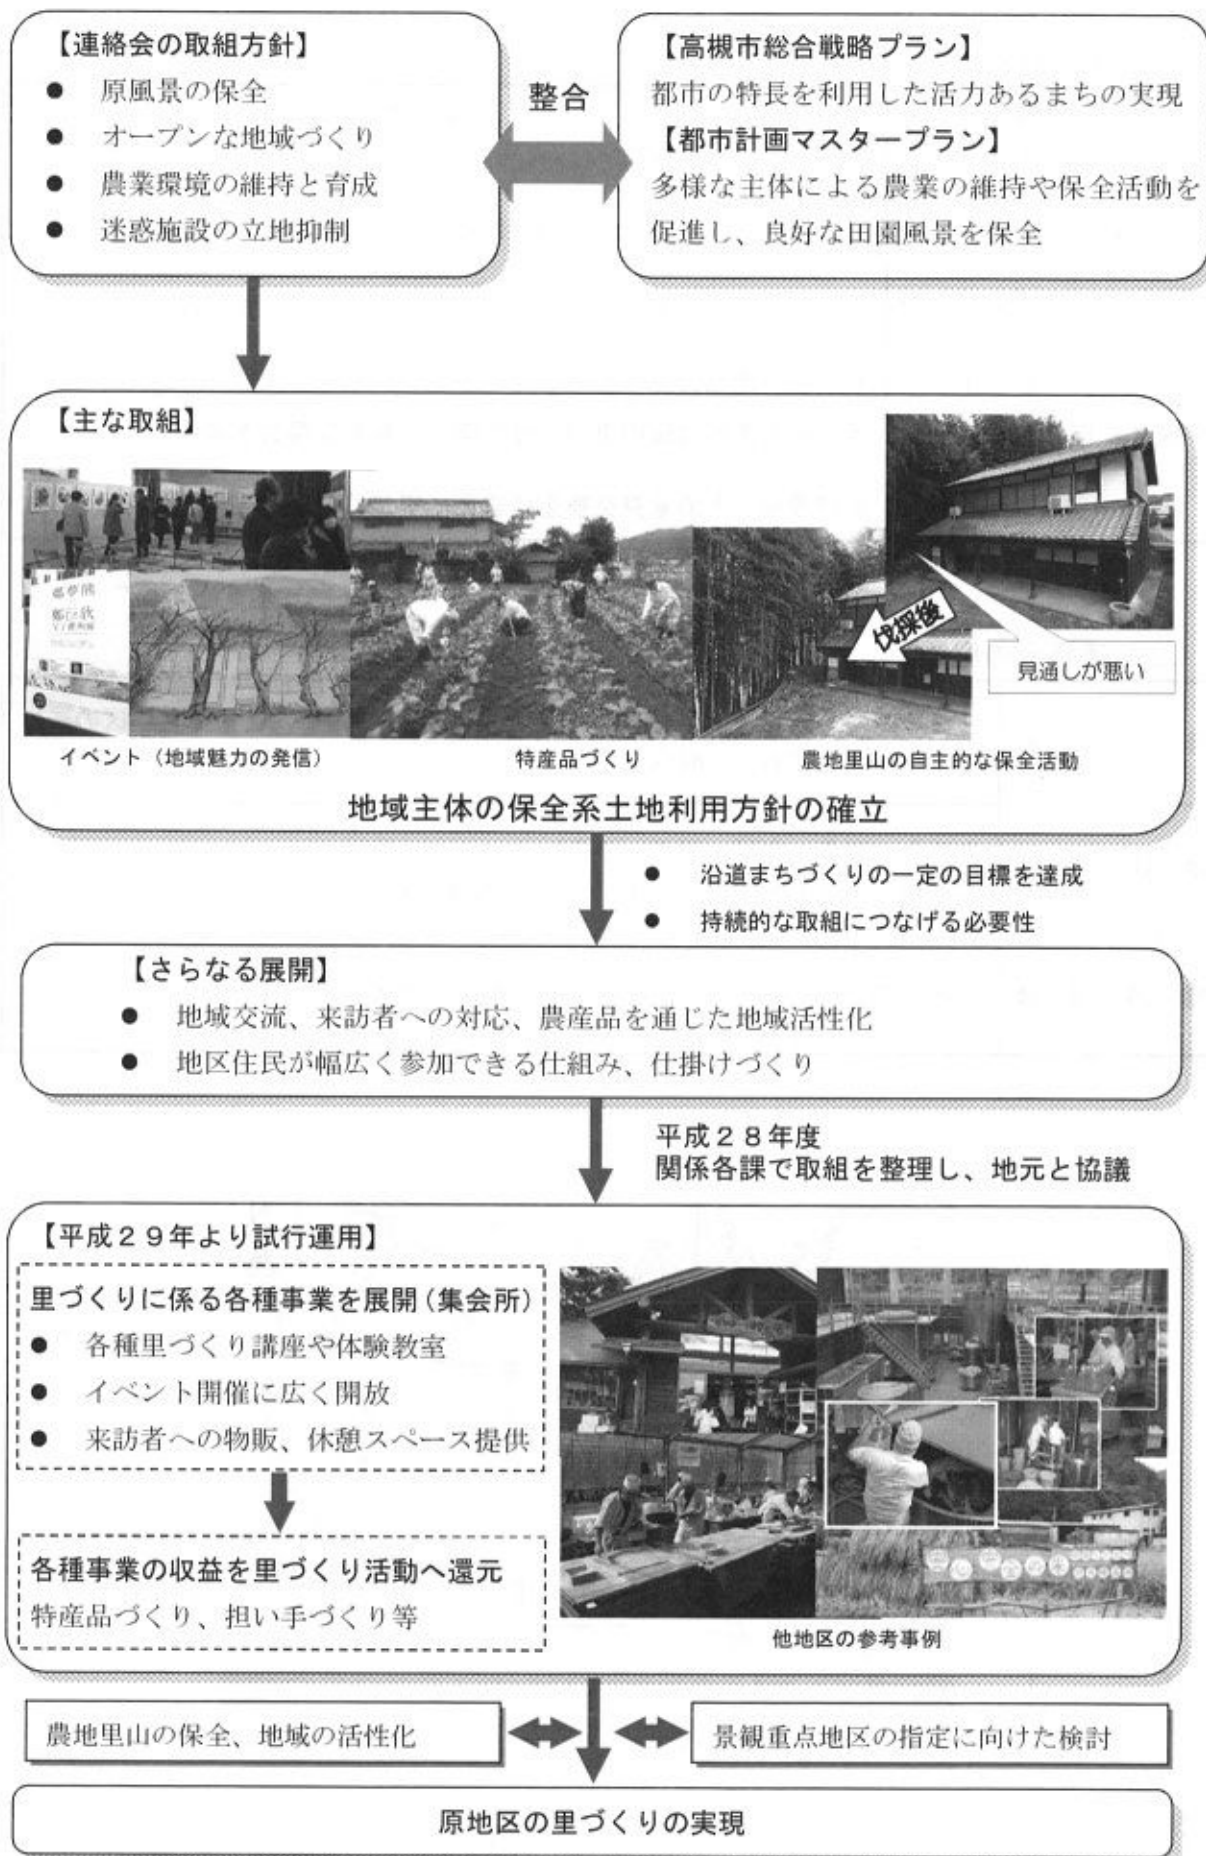 【連絡会の取組方針】
● 原風景の保全
● オープンな地域づくり
● 農業環境の維持と育成
● 迷惑施設の立地抑制
整合
【高槻市総合戦略プラン】
都市の特長を利用した活力あるまちの実現
【都市計画マスタープラン】
多様な主体による農業の維持や保全活動を
促進し、良好な田園風景を保全
【主な取組】
伐採後
見通しが悪い
イベント（地域魅力の発信）
特産品づくり
農地里山の自主的な保全活動
地域主体の保全系土地利用方針の確立
● 沿道まちづくりの一定の目標を達成
● 持続的な取組につなげる必要性
【さらなる展開】
● 地域交流、来訪者への対応、農産品を通じた地域活性化
● 地区住民が幅広く参加できる仕組み、仕掛けづくり
平成２８年度
関係各課で取組を整理し、地元と協議
【平成２９年より試行運用】
里づくりに係る各種事業を展開（集会所）
● 各種里づくり講座や体験教室
● イベント開催に広く開放
● 来訪者への物販、休憩スペース提供
各種事業の収益を里づくり活動へ還元
特産品づくり、担い手づくり等
他地区の参考事例
農地里山の保全、地域の活性化
景観重点地区の指定に向けた検討
原地区の里づくりの実現